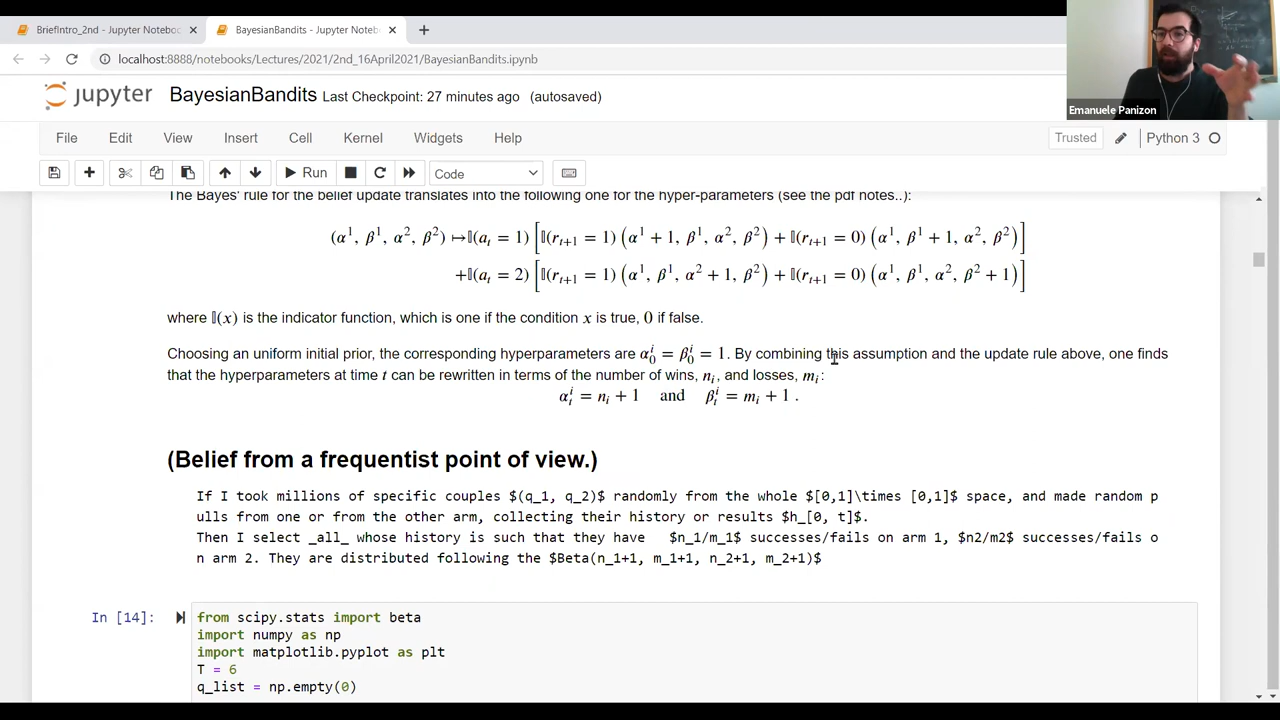 BriefIntro_2nd - Jupyter Notebook
BayesianBandits - Jupyter Noteb
localhost:8888/notebooks/Lectures/2021/2nd_16April2021/BayesianBandits.ipynb
Emanuele Panizon
jupyter BayesianBandits Last Checkpoint: 27 minutes ago (autosaved)
File Edit View Insert Cell Kernel Widgets Help Trusted Python 3
Run Code
The Bayes' rule for the belief update translates into the following one for the hyper-parameters (see the pdf notes..):
(α¹, β¹, α², β²) ↦ 𝕀(aₜ = 1) [𝕀(rₜ₊₁ = 1) (α¹ + 1, β¹, α², β²) + 𝕀(rₜ₊₁ = 0) (α¹, β¹ + 1, α², β²)]
+𝕀(aₜ = 2) [𝕀(rₜ₊₁ = 1) (α¹, β¹, α² + 1, β²) + 𝕀(rₜ₊₁ = 0) (α¹, β¹, α², β² + 1)]
where 𝕀(x) is the indicator function, which is one if the condition x is true, 0 if false.
Choosing an uniform initial prior, the corresponding hyperparameters are α₀ⁱ = β₀ⁱ = 1. By combining this assumption and the update rule above, one finds
that the hyperparameters at time t can be rewritten in terms of the number of wins, nᵢ, and losses, mᵢ:
αₜⁱ = nᵢ + 1 and βₜⁱ = mᵢ + 1 .
(Belief from a frequentist point of view.)
If I took millions of specific couples $(q_1, q_2)$ randomly from the whole $[0,1]\times [0,1]$ space, and made random p
ulls from one or from the other arm, collecting their history or results $h_[0, t]$.
Then I select _all_ whose history is such that they have $n_1/m_1$ successes/fails on arm 1, $n2/m2$ successes/fails o
n arm 2. They are distributed following the $Beta(n_1+1, m_1+1, n_2+1, m_2+1)$
In [14]: from scipy.stats import beta
import numpy as np
import matplotlib.pyplot as plt
T = 6
q_list = np.empty(0)